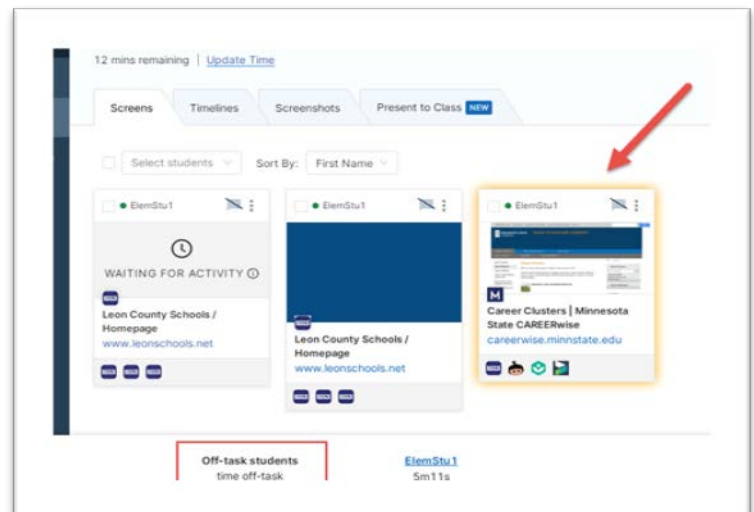 12 mins remaining | Update Time
Screens Timelines Screenshots Present to Class NEW
Select students Sort By: First Name
ElemStu1
WAITING FOR ACTIVITY
Leon County Schools /
Homepage
www.leonschools.net
ElemStu1
Leon County Schools /
Homepage
www.leonschools.net
ElemStu1
M
Career Clusters | Minnesota
State CAREERwise
careerwise.minnstate.edu
Off-task students ElemStu1
time off-task 5m11s